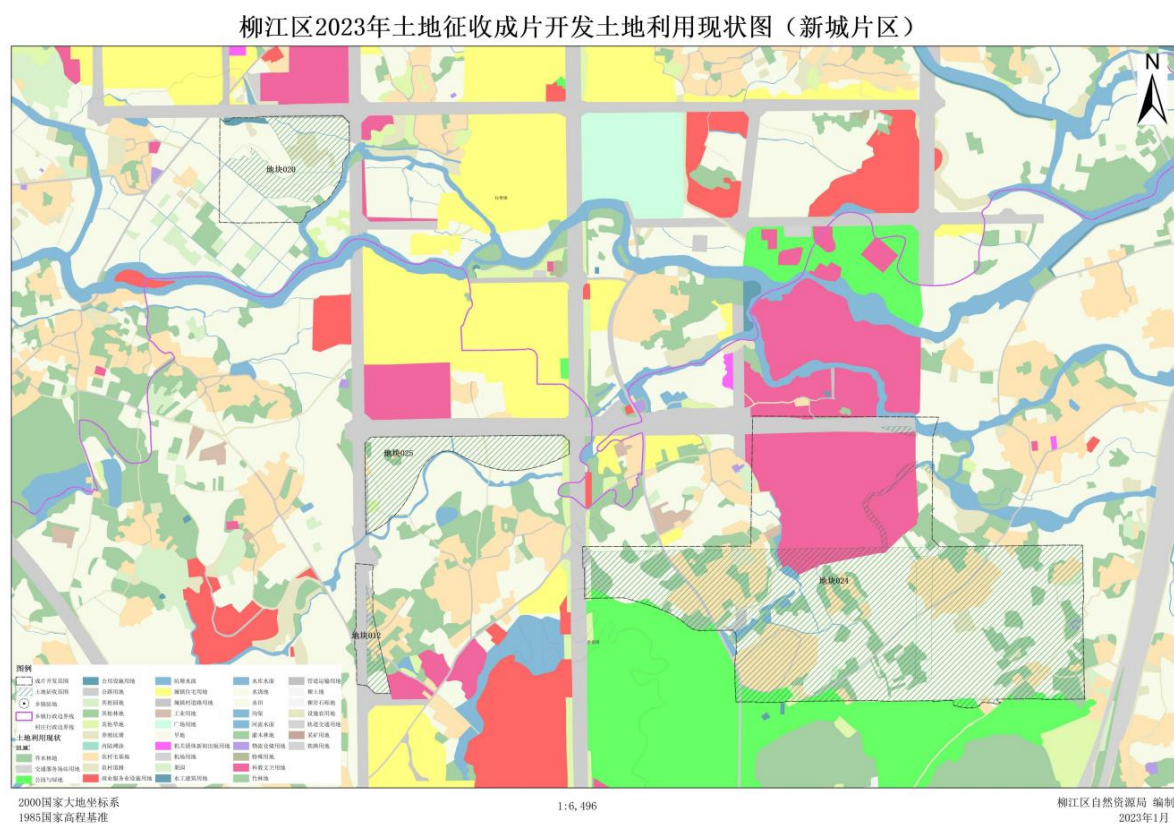 柳江区2023年土地征收成片开发土地利用现状图（新城片区）
N
地块020
地块025
地块024
地块012
图例
成片开发范围
土地征收范围
乡镇驻地
乡镇行政边界线
村庄行政边界线
土地利用现状
乔木林地
交通服务场站用地
公园与绿地
公用设施用地
公路用地
其他园地
其他林地
其他草地
养殖坑塘
内陆滩涂
农村宅基地
农村道路
商业服务业设施用地
坑塘水面
城镇住宅用地
城镇村道路用地
工业用地
广场用地
旱地
机关团体新闻出版用地
机场用地
果园
水工建筑用地
水库水面
水浇地
水田
沟渠
河流水面
灌木林地
物流仓储用地
特殊用地
科教文卫用地
竹林地
管道运输用地
裸土地
裸岩石砾地
设施农用地
轨道交通用地
采矿用地
铁路用地
2000国家大地坐标系
1985国家高程基准
1:6,496
柳江区自然资源局 编制
2023年1月